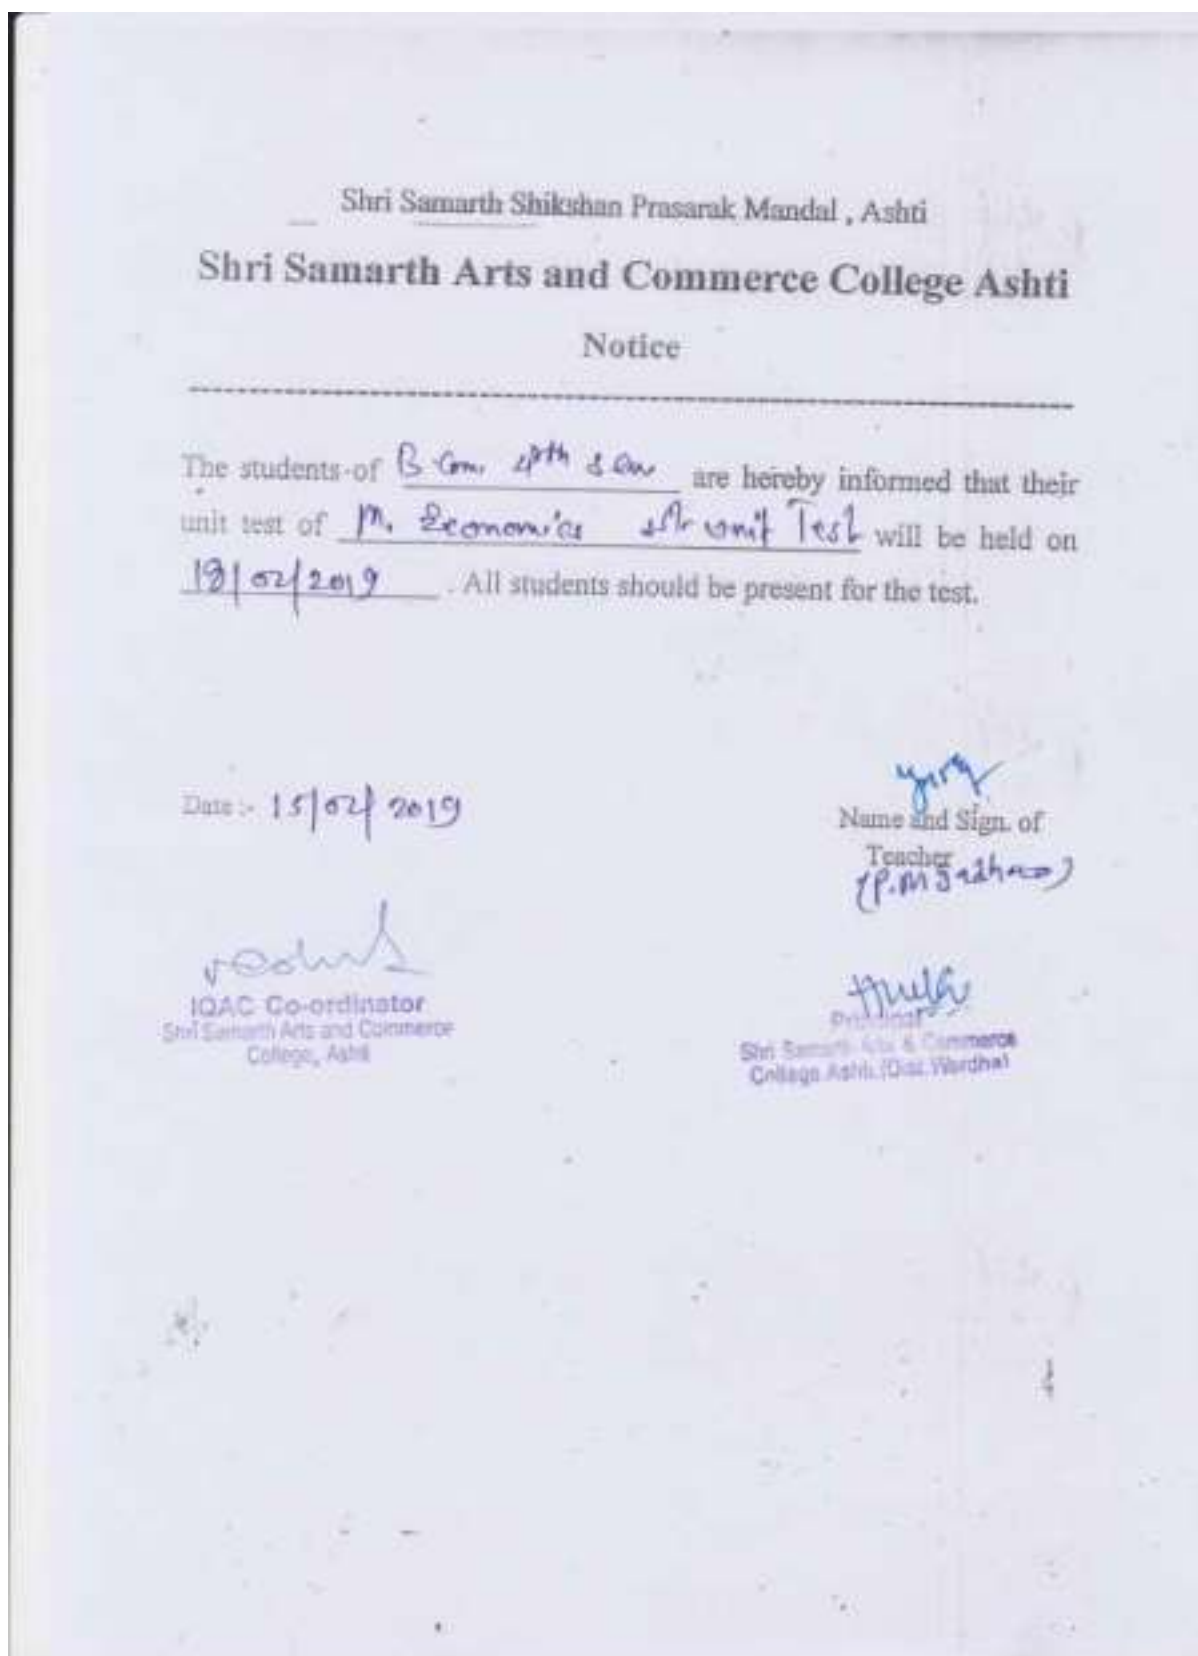 Shri Samarth Shikshan Prasarak Mandal , Ashti
Shri Samarth Arts and Commerce College Ashti
Notice
The students of B Com. 4th Sem are hereby informed that their
unit test of M. Economics unit Test will be held on
18/02/2019 . All students should be present for the test.
Date :- 15/02/2019
Name and Sign. of
Teacher
(P.M Jadhao)
IQAC Co-ordinator
Shri Samarth Arts and Commerce
College, Ashti
Principal
Shri Samarth Arts & Commerce
College Ashti (Dist. Wardha)